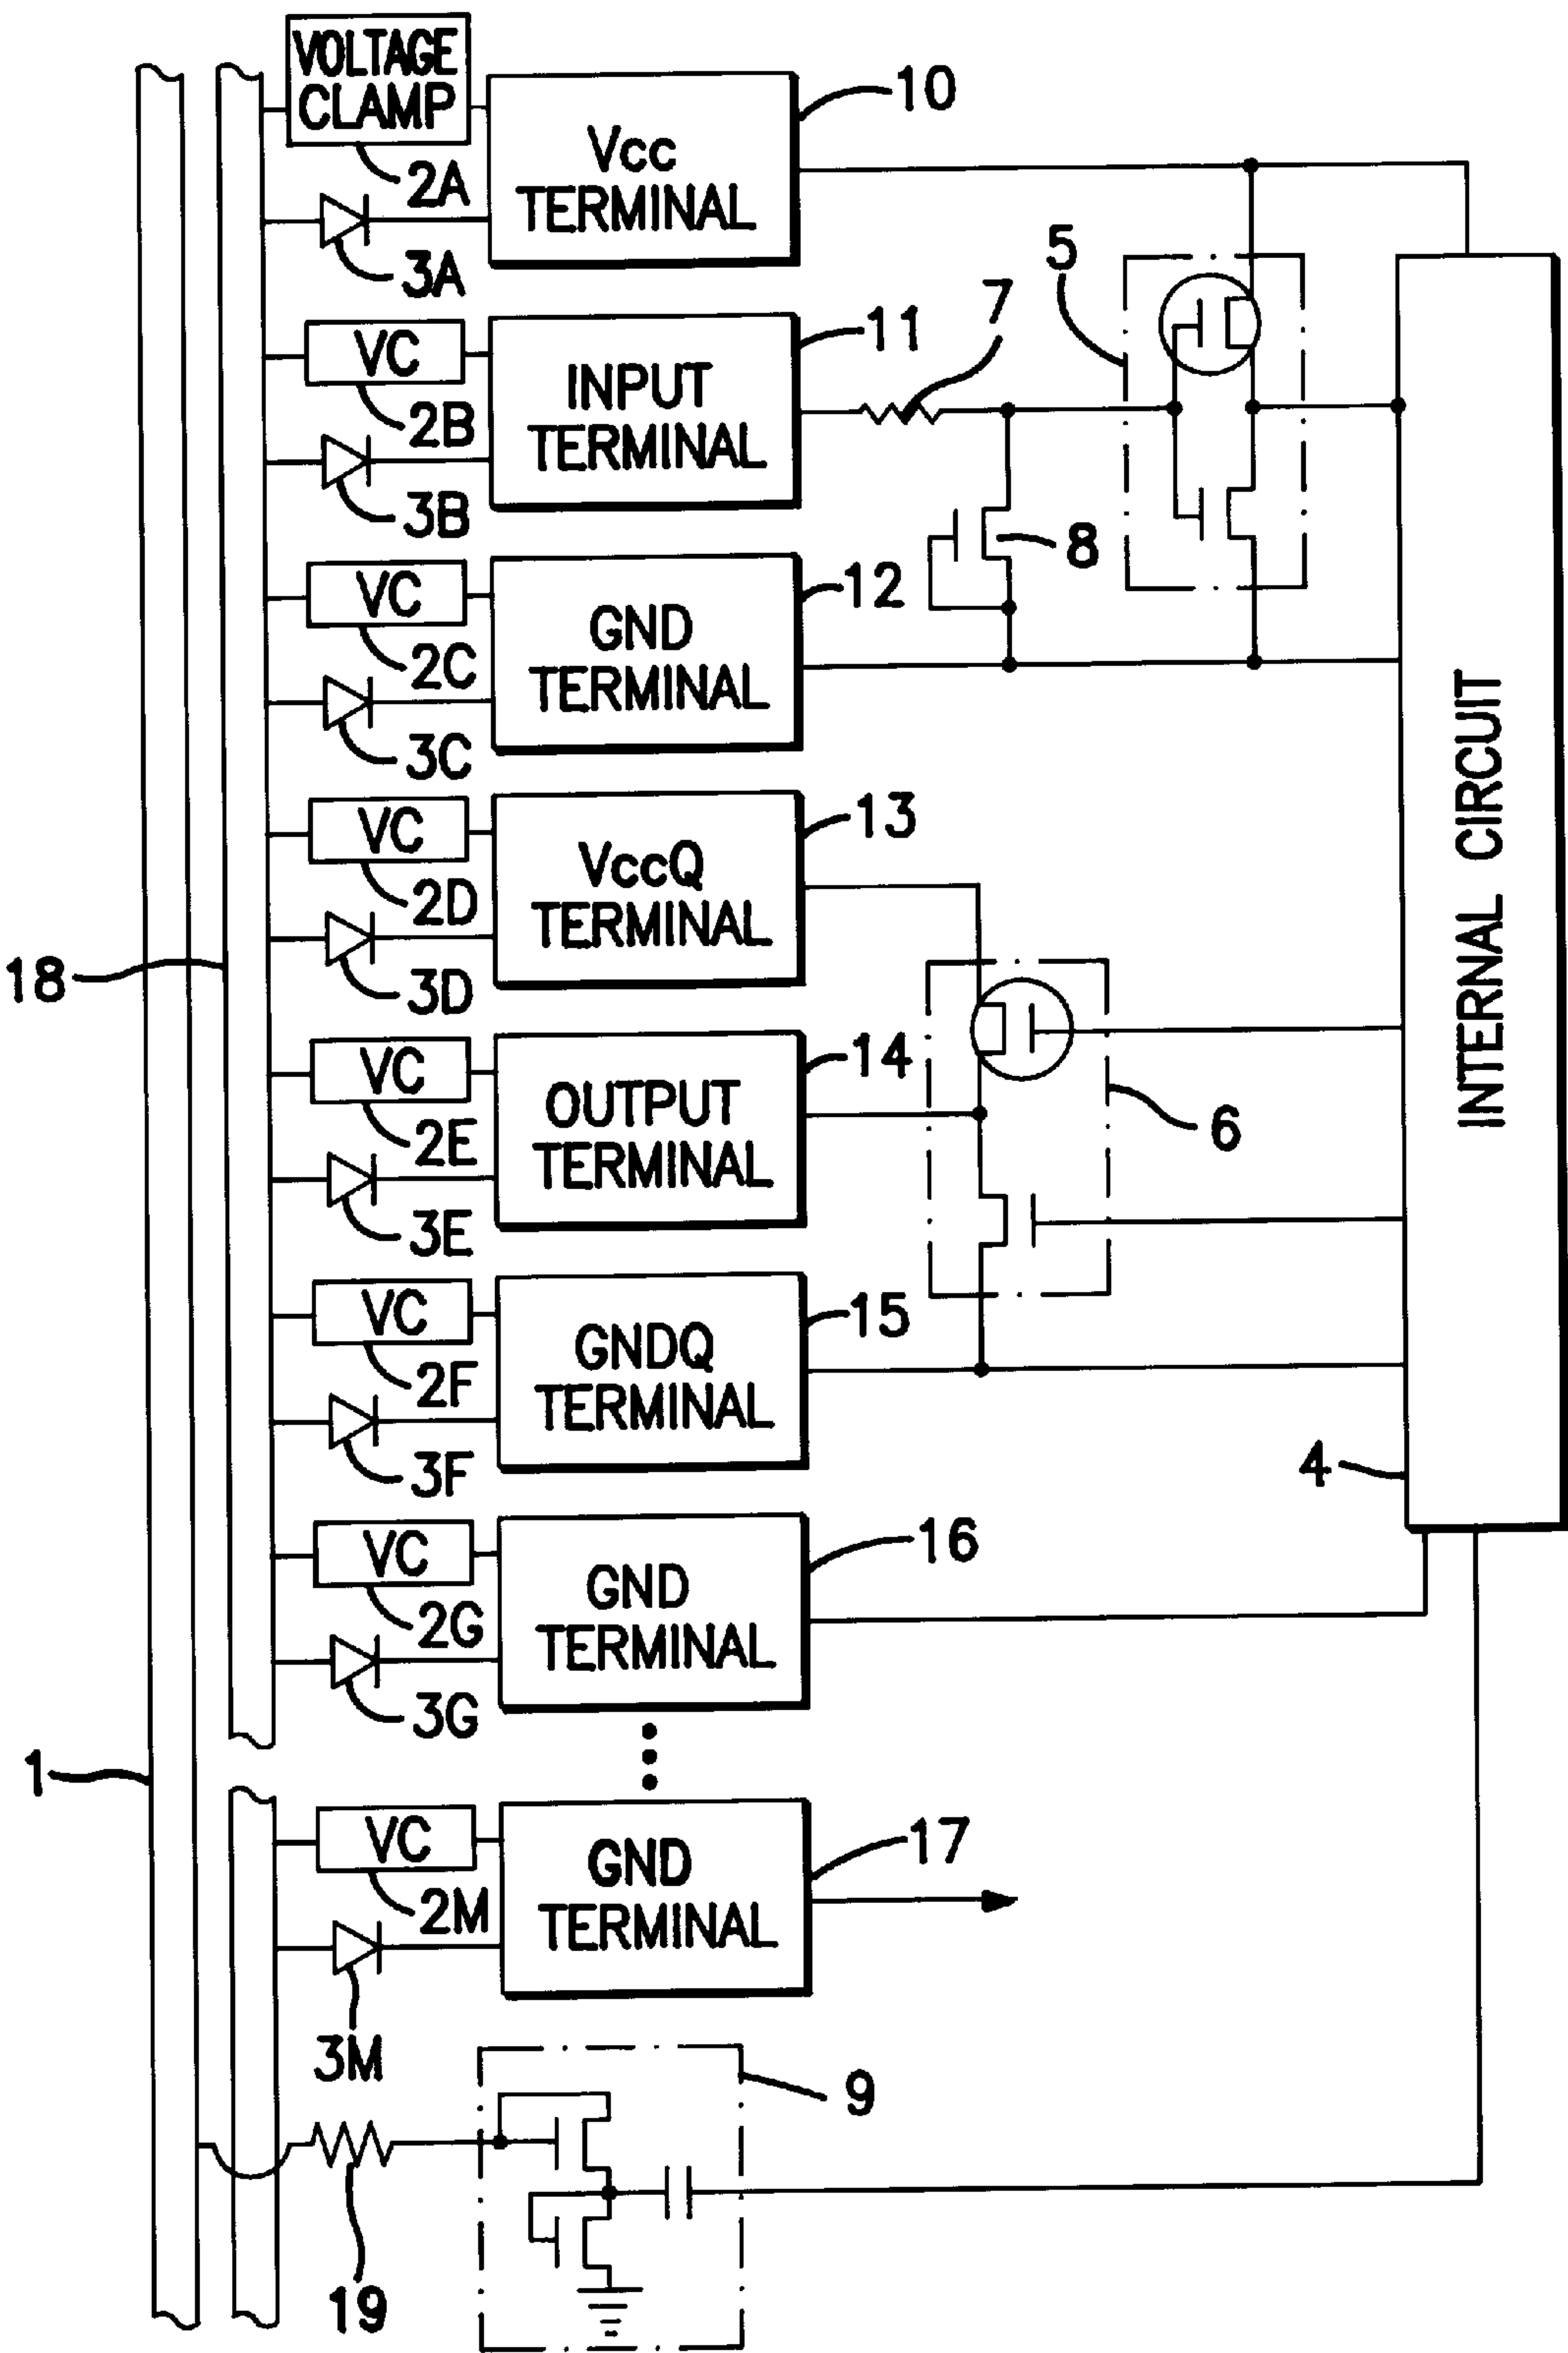 VOLTAGE
CLAMP
2A
3A
Vcc
TERMINAL
10
VC
2B
3B
INPUT
TERMINAL
11
7
5
8
VC
2C
3C
GND
TERMINAL
12
VC
2D
3D
VccQ
TERMINAL
13
18
VC
2E
3E
OUTPUT
TERMINAL
14
6
INTERNAL CIRCUIT
VC
2F
3F
GNDQ
TERMINAL
15
4
VC
2G
3G
GND
TERMINAL
16
1
VC
2M
3M
GND
TERMINAL
17
9
19